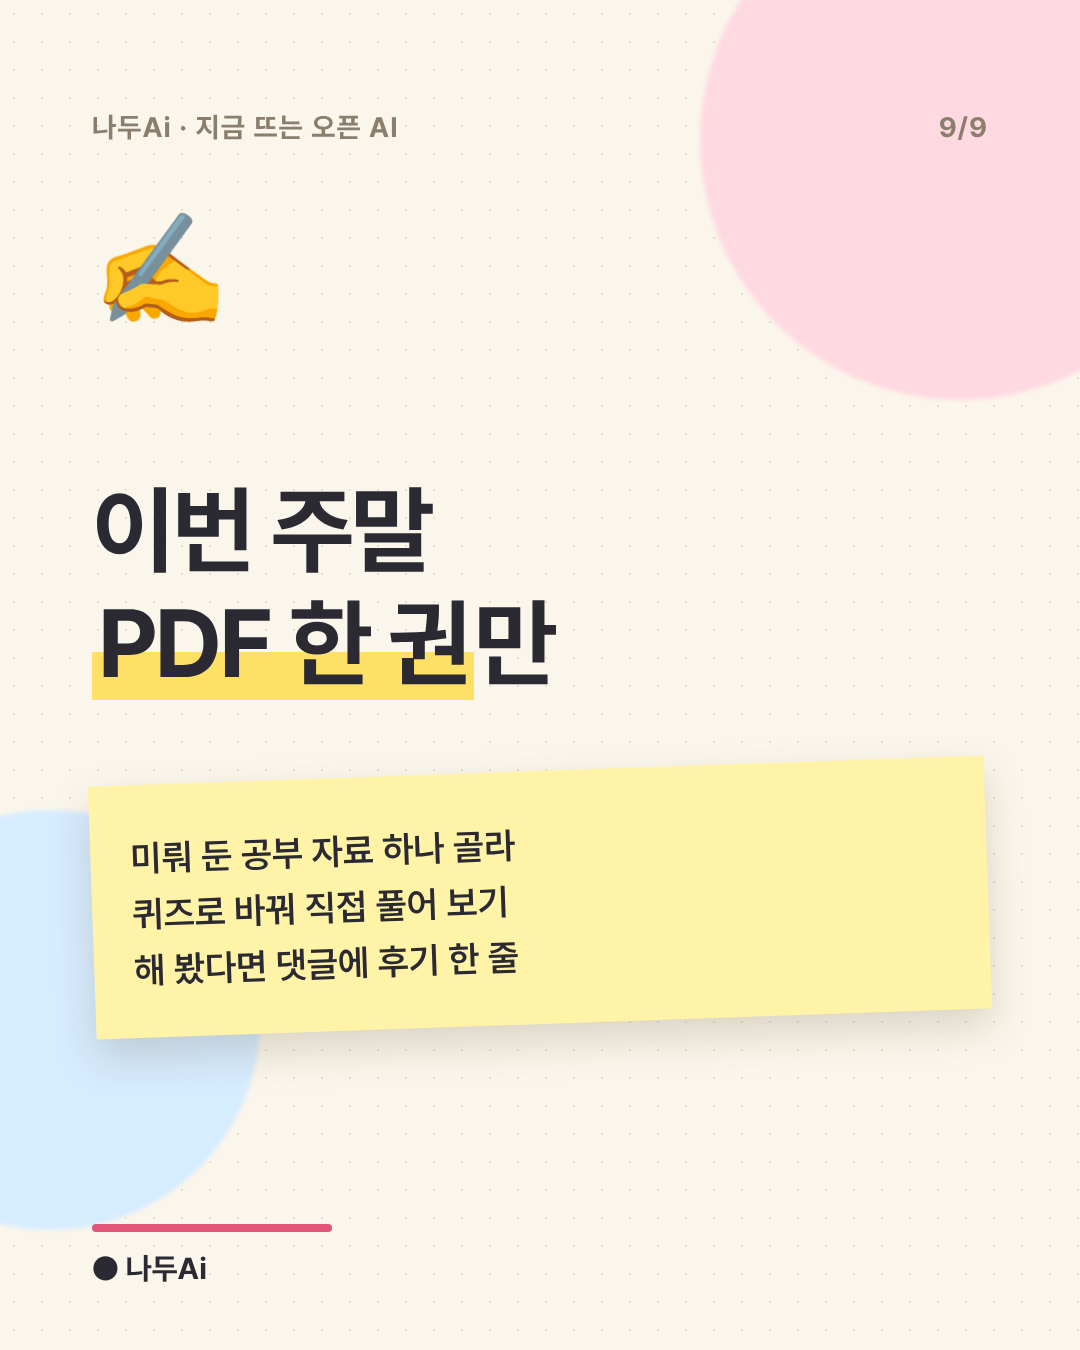 나두Ai · 지금 뜨는 오픈 AI
9/9
이번 주말
PDF 한 권만
미뤄 둔 공부 자료 하나 골라
퀴즈로 바꿔 직접 풀어 보기
해 봤다면 댓글에 후기 한 줄
나두Ai